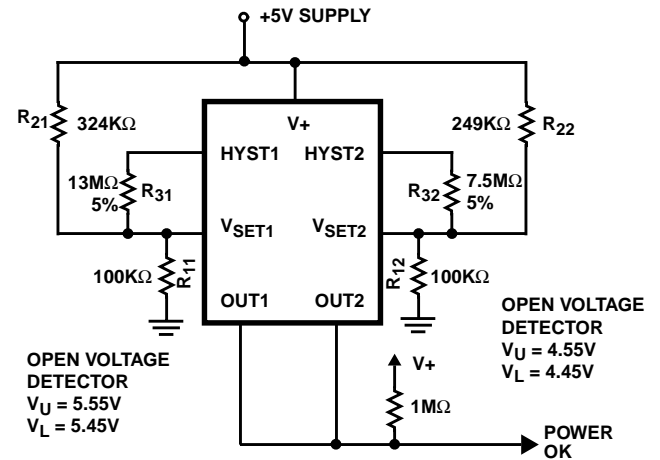 +5V SUPPLY
R21 324KΩ
V+
249KΩ R22
HYST1 HYST2
13MΩ
5%
R31
R32
7.5MΩ
5%
VSET1 VSET2
100KΩ
R11
R12
100KΩ
OUT1 OUT2
OPEN VOLTAGE
DETECTOR
VU = 5.55V
VL = 5.45V
OPEN VOLTAGE
DETECTOR
VU = 4.55V
VL = 4.45V
V+
1MΩ
POWER
OK